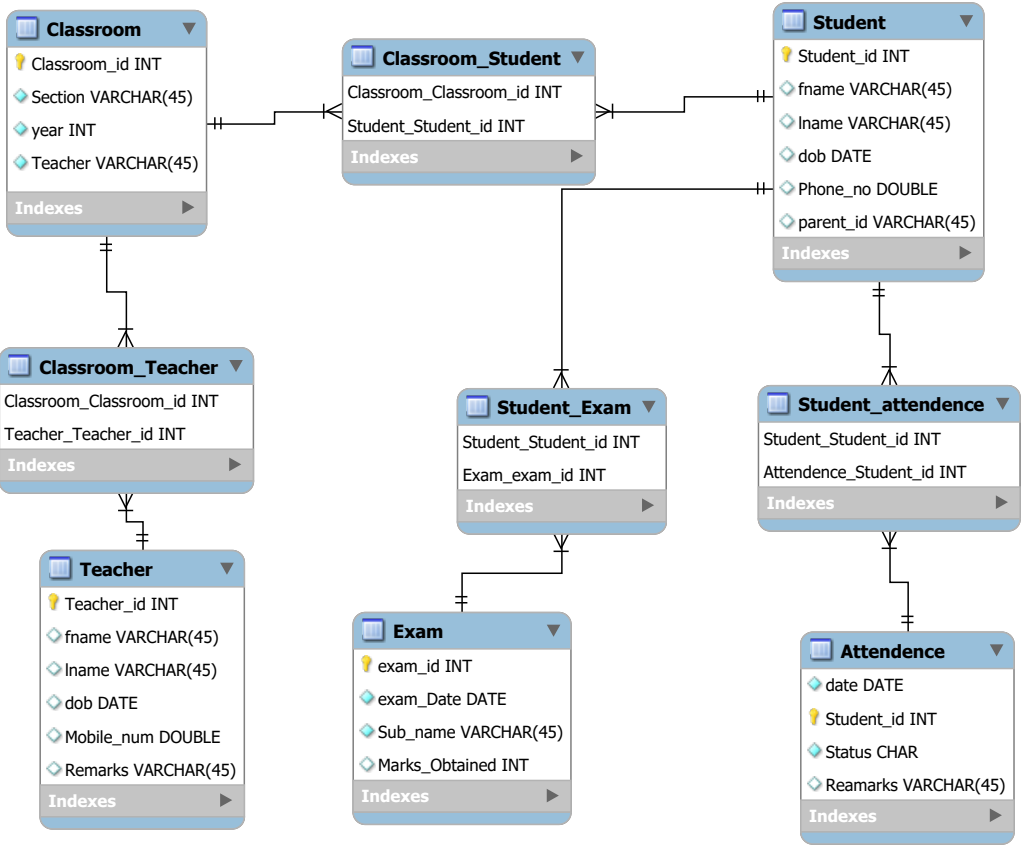 Classroom
Classroom_id INT
Section VARCHAR(45)
year INT
Teacher VARCHAR(45)
Indexes
Classroom_Student
Classroom_Classroom_id INT
Student_Student_id INT
Indexes
Student
Student_id INT
fname VARCHAR(45)
lname VARCHAR(45)
dob DATE
Phone_no DOUBLE
parent_id VARCHAR(45)
Indexes
Classroom_Teacher
Classroom_Classroom_id INT
Teacher_Teacher_id INT
Indexes
Student_Exam
Student_Student_id INT
Exam_exam_id INT
Indexes
Student_attendence
Student_Student_id INT
Attendence_Student_id INT
Indexes
Teacher
Teacher_id INT
fname VARCHAR(45)
lname VARCHAR(45)
dob DATE
Mobile_num DOUBLE
Remarks VARCHAR(45)
Indexes
Exam
exam_id INT
exam_Date DATE
Sub_name VARCHAR(45)
Marks_Obtained INT
Indexes
Attendence
date DATE
Student_id INT
Status CHAR
Reamarks VARCHAR(45)
Indexes